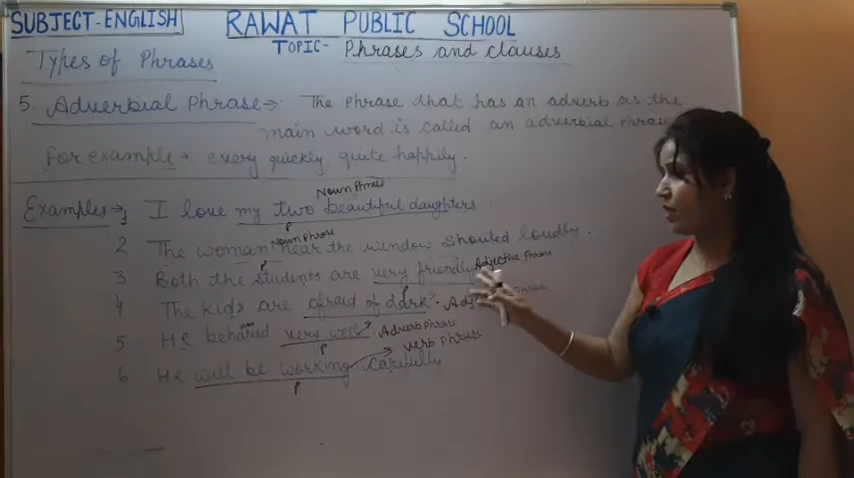 SUBJECT-ENGLISH RAWAT PUBLIC SCHOOL
TOPIC- Phrases and clauses
Types of Phrases
5. Adverbial Phrase⇒ The Phrase that has an adverb as the
main word is called an adverbial Phrase
For example⇒ every quickly, quite happily.
Noun Phrase
Examples→ 1 I love my two beautiful daughters.
P
Noun Phrase
2 The woman near the window shouted loudly.
P
3 Both the students are very friendly Adjective Phrase
P
4 The kids are afraid of dark. Adj
5 He behaved very well → Adverb Phrase
P
verb phrase
6 He will be working carefully
P